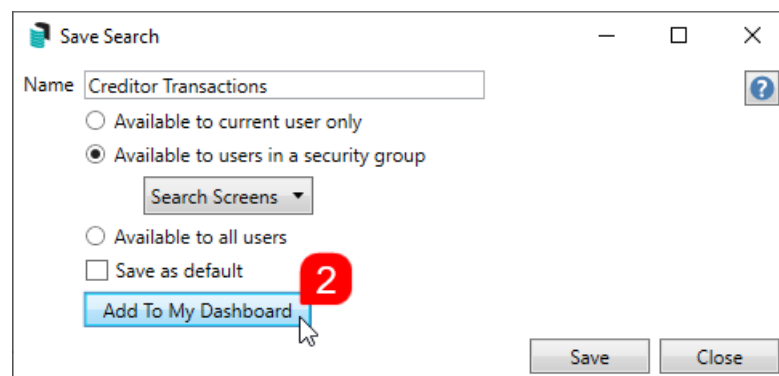 Save Search
Name Creditor Transactions ?
Available to current user only
Available to users in a security group
Search Screens
Available to all users
Save as default
2
Add To My Dashboard
Save Close